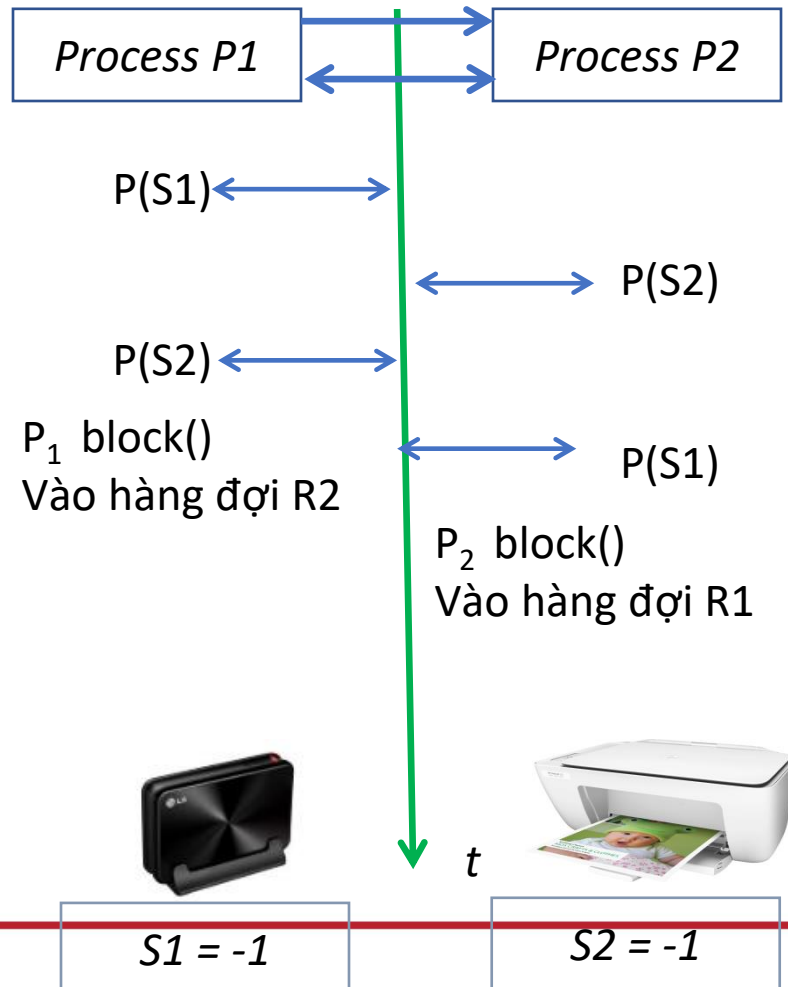 Process P1
Process P2
P(S1)
P(S2)
P(S2)
P₁ block()
Vào hàng đợi R2
P(S1)
P₂ block()
Vào hàng đợi R1
LG
t
S1 = -1
S2 = -1